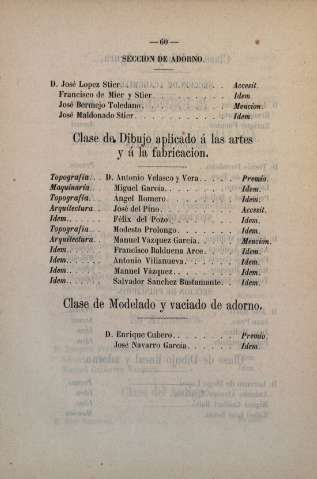 —60—
SECCION DE ADORNO.
D. José Lopez Stier. . . Accesit.
Francisco de Mier y Stier. . . Idem
José Bermejo Toledano. . . Mencion.
José Maldonado Stier. . . Idem.
Clase de Dibujo aplicado á las artes
y á la fabricacion.
Topografía. . . D. Antonio Velasco y Vera. . . Premio.
Maquinaria. . . Miguel García. . . Idem.
Topografía. . . Angel Romero. . . Idem.
Arquitectura. . . José del Pino. . . Accesit.
Idem. . . Félix del Pozo. . . Idem.
Topografía. . . Modesto Prolongo. . . Idem.
Arquitectura. . . Manuel Vazquez García. . . Mencion.
Idem. . . Francisco Balduena Arce. . . Idem.
Idem. . . Antonio Villanueva. . . Idem.
Idem. . . Manuel Vázquez. . . Idem.
Idem. . . Salvador Sanchez Bustamante. . . Idem.
Clase de Modelado y vaciado de adorno.
D. Enrique Cubero. . . Premio.
José Navarro García. . . Idem.